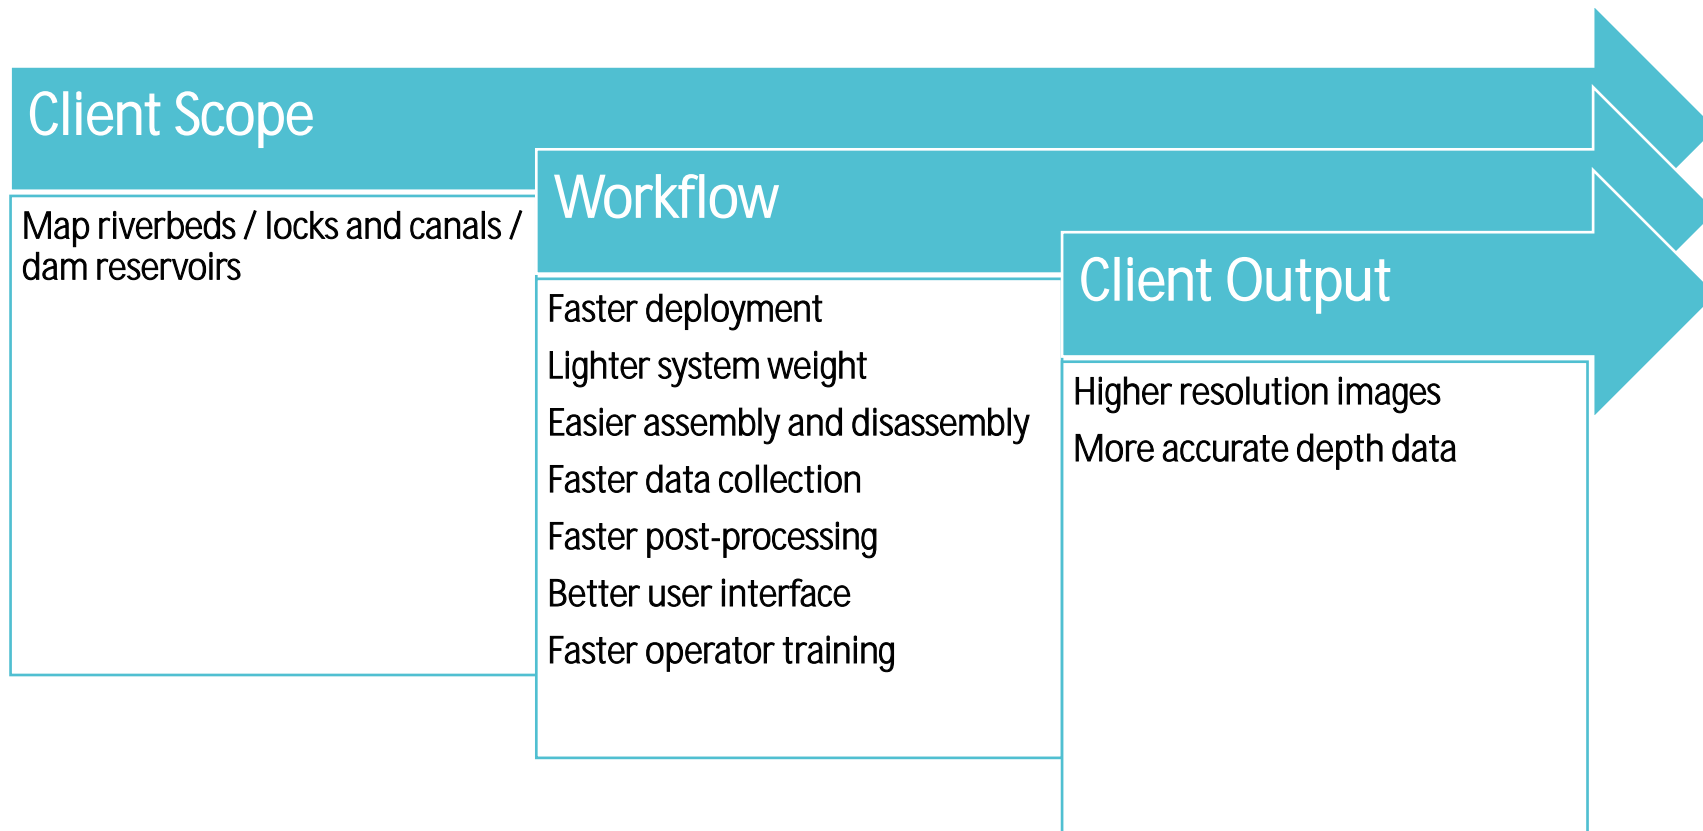 Client Scope
Map riverbeds / locks and canals /
dam reservoirs
Workflow
Faster deployment
Lighter system weight
Easier assembly and disassembly
Faster data collection
Faster post-processing
Better user interface
Faster operator training
Client Output
Higher resolution images
More accurate depth data